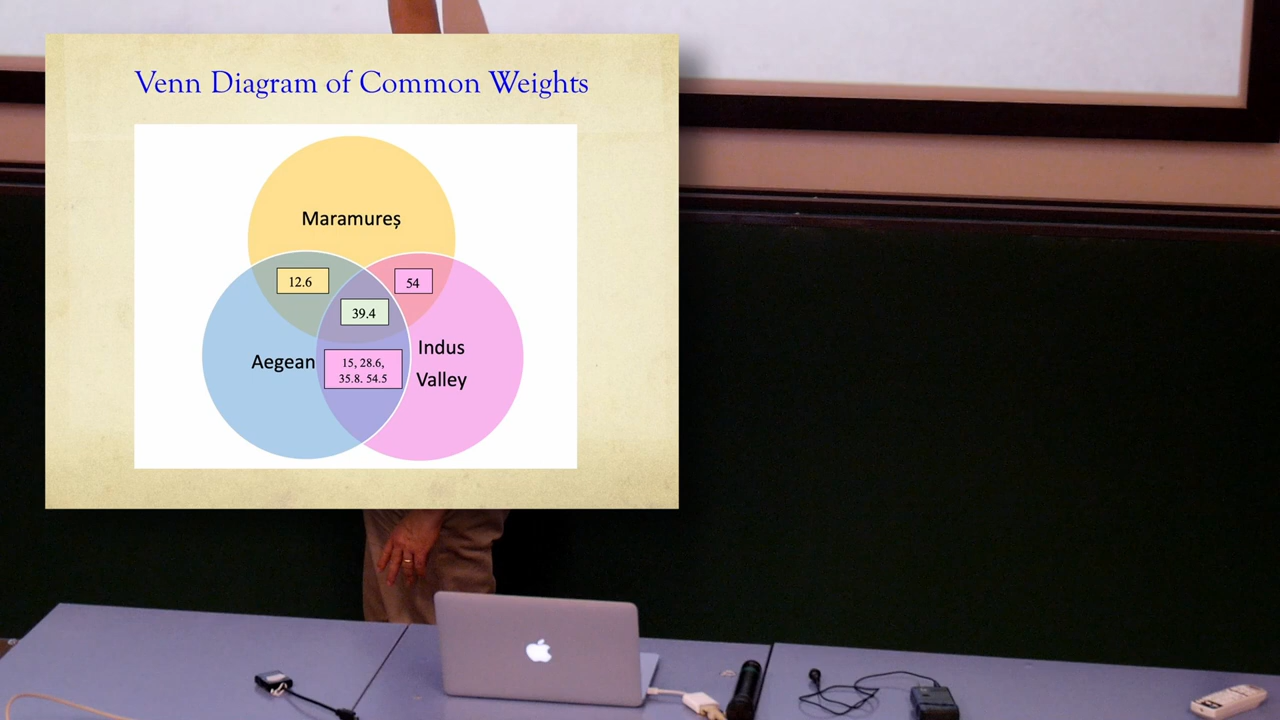 Venn Diagram of Common Weights
Maramureș
12.6
54
39.4
Aegean
Indus
Valley
15, 28.6,
35.8. 54.5